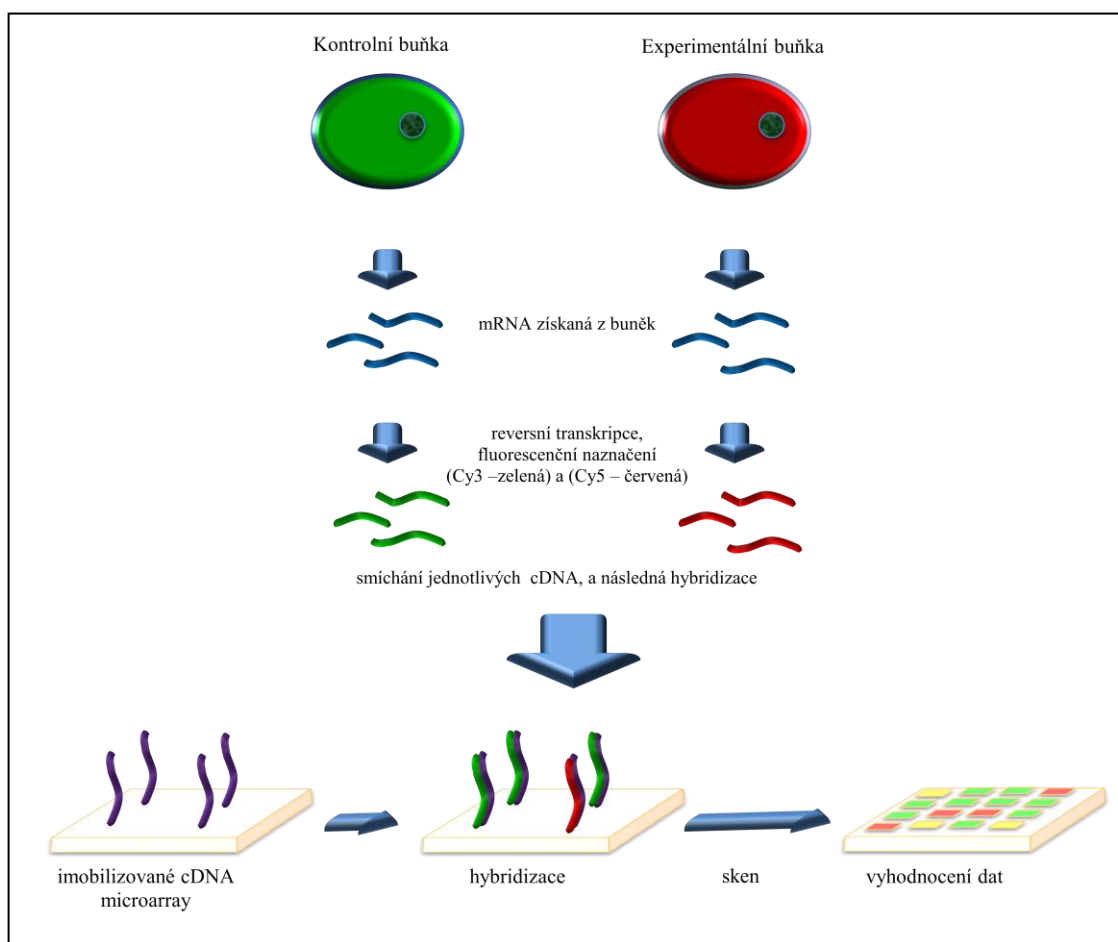 Kontrolní buňka
Experimentální buňka
mRNA získaná z buněk
reversní transkripce,
fluorescenční naznačení
(Cy3 –zelená) a (Cy5 – červená)
smíchání jednotlivých cDNA, a následná hybridizace
imobilizované cDNA
microarray
hybridizace
sken
vyhodnocení dat